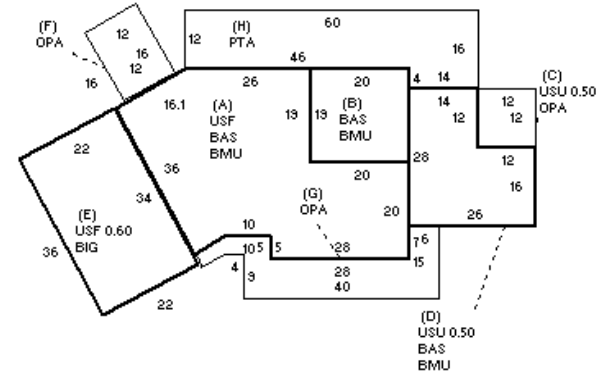 (F)
OPA
(H)
PTA
60
12
12
16
12
16
16
46
4
14
(C)
USU 0.50
OPA
26
16.1
20
14
12
12
12
(A)
USF
BAS
BMU
19
19
(B)
BAS
BMU
22
36
34
28
12
16
20
(G)
OPA
20
26
(E)
USF 0.60
BIG
36
10
10
5
5
28
7
6
4
9
28
15
40
22
(D)
USU 0.50
BAS
BMU